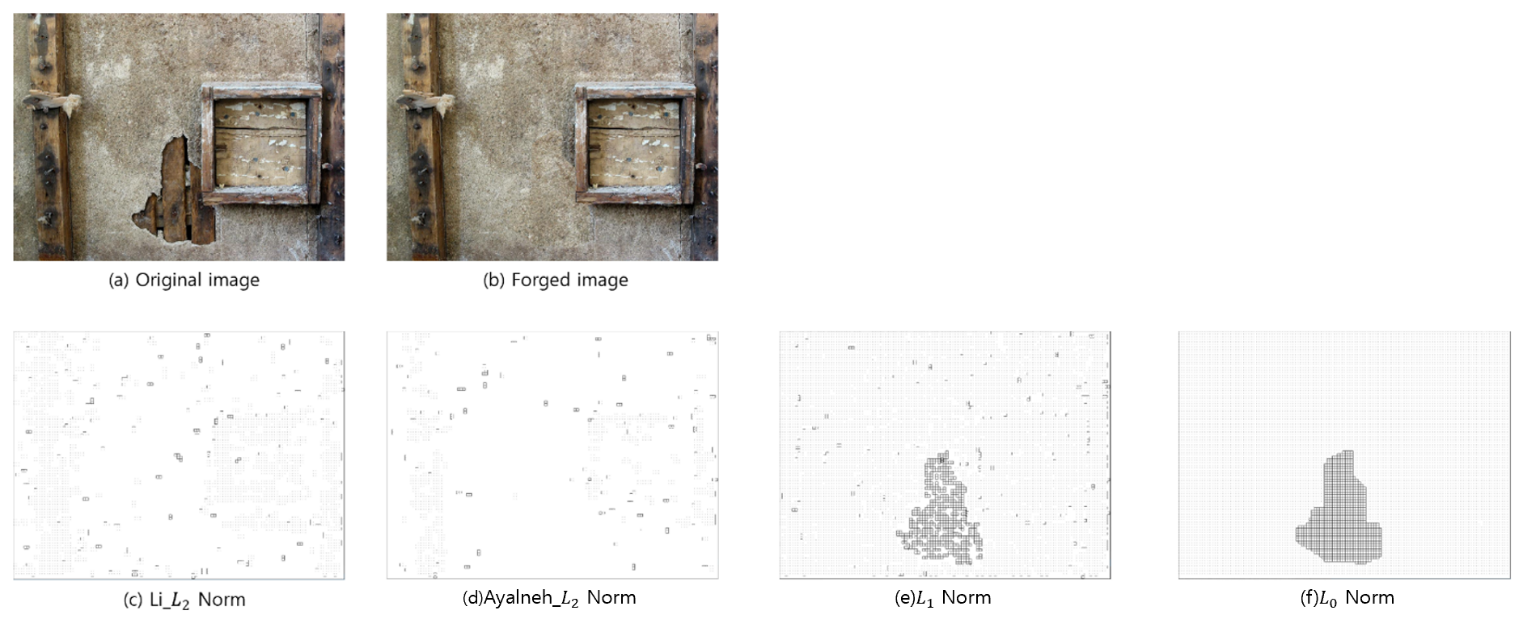 (a) Original image
(b) Forged image
(c) Li_L₂ Norm
(d)Ayalneh_L₂ Norm
(e)L₁ Norm
(f)L₀ Norm